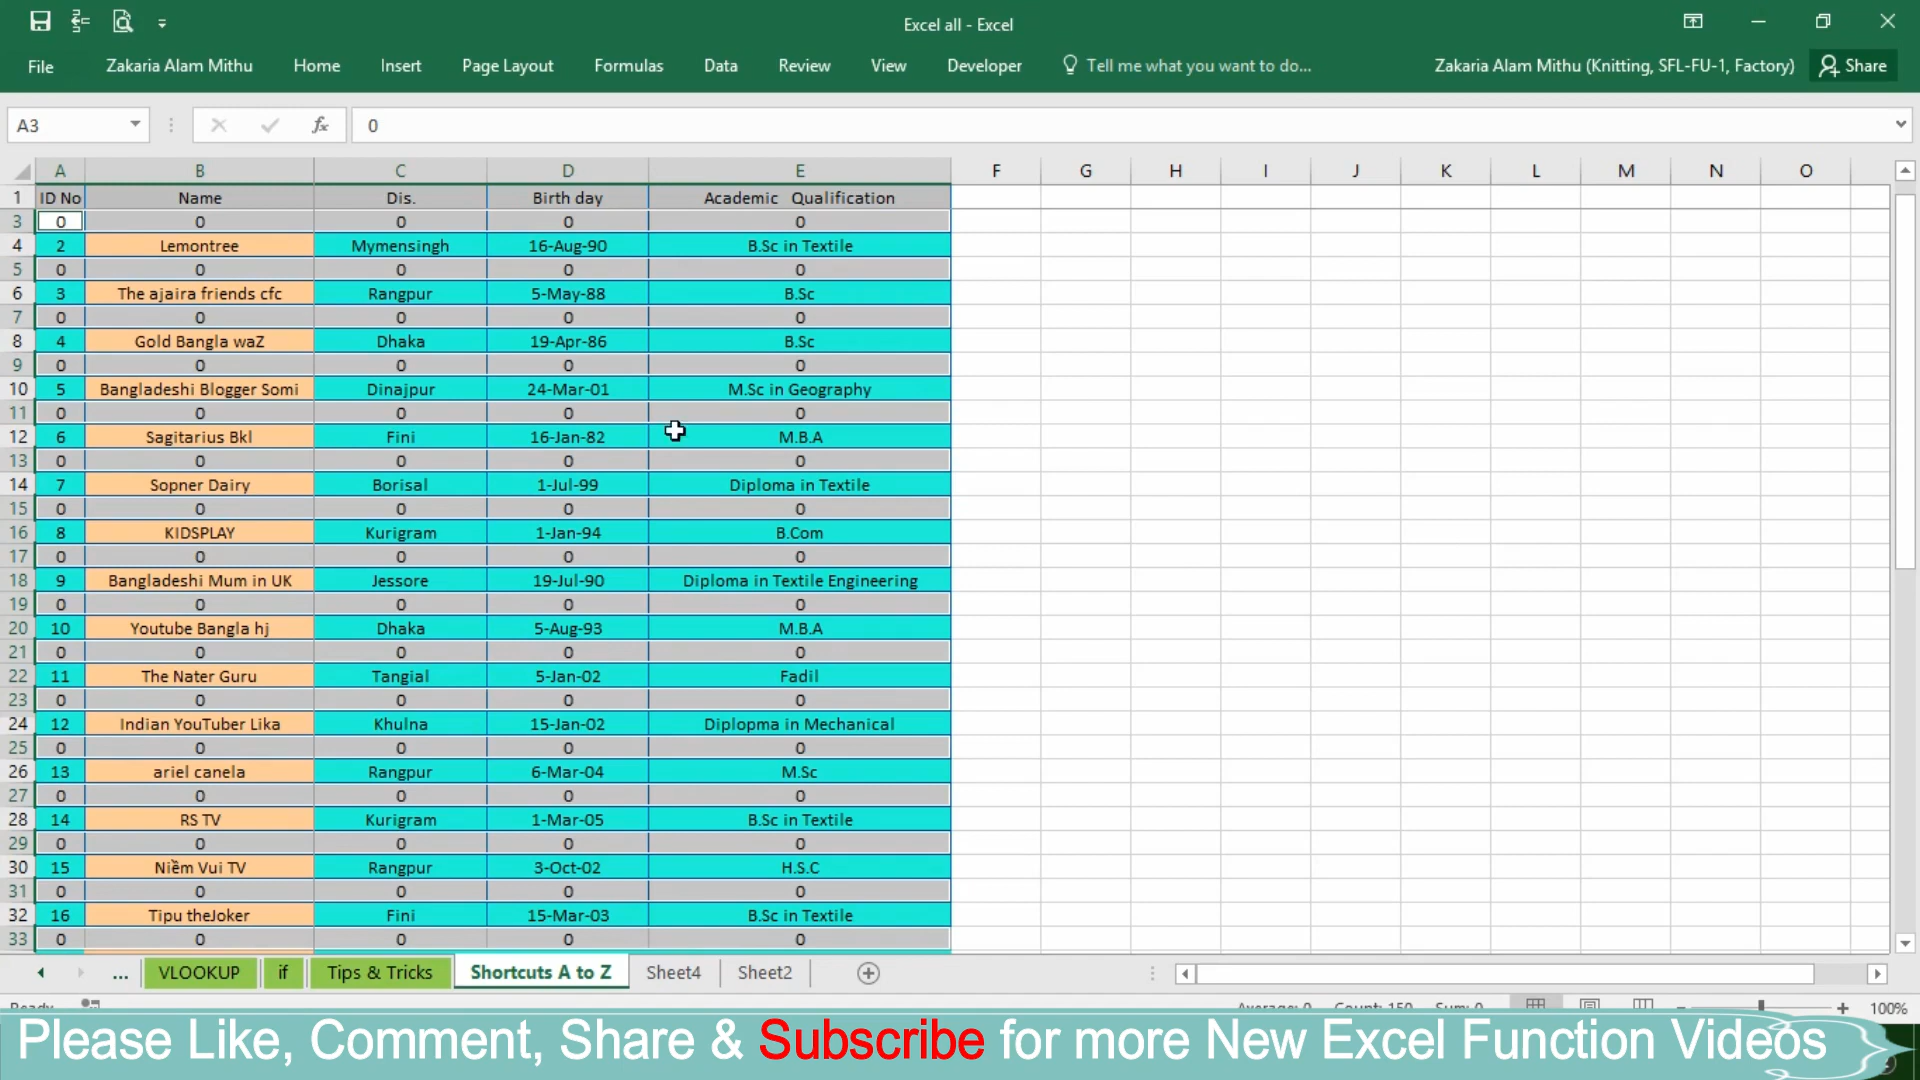 Excel all - Excel
File Zakaria Alam Mithu Home Insert Page Layout Formulas Data Review View Developer Tell me what you want to do... Zakaria Alam Mithu (Knitting, SFL-FU-1, Factory) Share
A3 fx 0
A B C D E F G H I J K L M N O
1 ID No Name Dis. Birth day Academic Qualification
3 0 0 0 0 0
4 2 Lemontree Mymensingh 16-Aug-90 B.Sc in Textile
5 0 0 0 0 0
6 3 The ajaira friends cfc Rangpur 5-May-88 B.Sc
7 0 0 0 0 0
8 4 Gold Bangla waZ Dhaka 19-Apr-86 B.Sc
9 0 0 0 0 0
10 5 Bangladeshi Blogger Somi Dinajpur 24-Mar-01 M.Sc in Geography
11 0 0 0 0 0
12 6 Sagitarius Bkl Fini 16-Jan-82 M.B.A
13 0 0 0 0 0
14 7 Sopner Dairy Borisal 1-Jul-99 Diploma in Textile
15 0 0 0 0 0
16 8 KIDSPLAY Kurigram 1-Jan-94 B.Com
17 0 0 0 0 0
18 9 Bangladeshi Mum in UK Jessore 19-Jul-90 Diploma in Textile Engineering
19 0 0 0 0 0
20 10 Youtube Bangla hj Dhaka 5-Aug-93 M.B.A
21 0 0 0 0 0
22 11 The Nater Guru Tangial 5-Jan-02 Fadil
23 0 0 0 0 0
24 12 Indian YouTuber Lika Khulna 15-Jan-02 Diplopma in Mechanical
25 0 0 0 0 0
26 13 ariel canela Rangpur 6-Mar-04 M.Sc
27 0 0 0 0 0
28 14 RS TV Kurigram 1-Mar-05 B.Sc in Textile
29 0 0 0 0 0
30 15 Niềm Vui TV Rangpur 3-Oct-02 H.S.C
31 0 0 0 0 0
32 16 Tipu theJoker Fini 15-Mar-03 B.Sc in Textile
33 0 0 0 0 0
... VLOOKUP if Tips & Tricks Shortcuts A to Z Sheet4 Sheet2
Ready Average: 0 Count: 150 Sum: 0 100%
Please Like, Comment, Share & Subscribe for more New Excel Function Videos